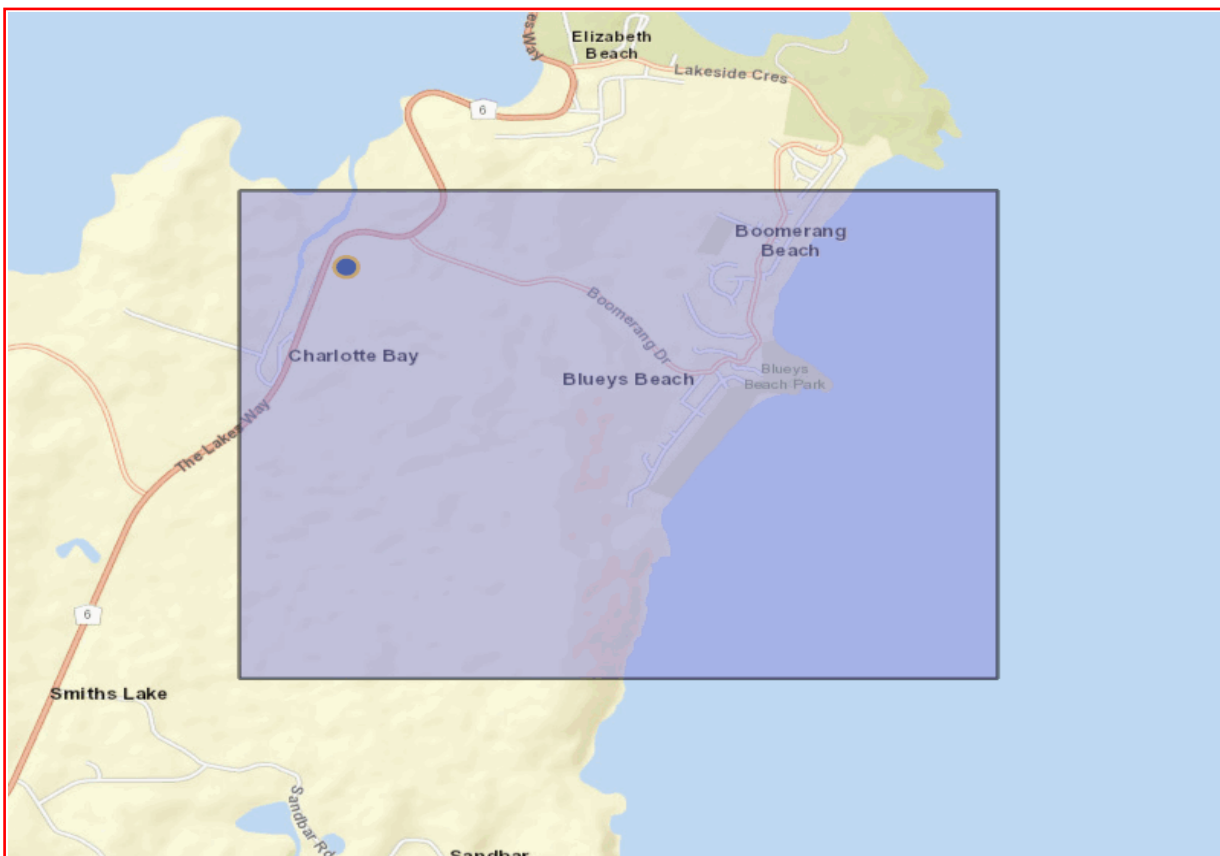 Elizabeth
Beach
Lakeside Cres
6
Boomerang
Beach
Boomerang Dr
Charlotte Bay
Blueys Beach
Blueys
Beach Park
The Lakes Way
6
Smiths Lake
Sandbar Rd
Sandbar